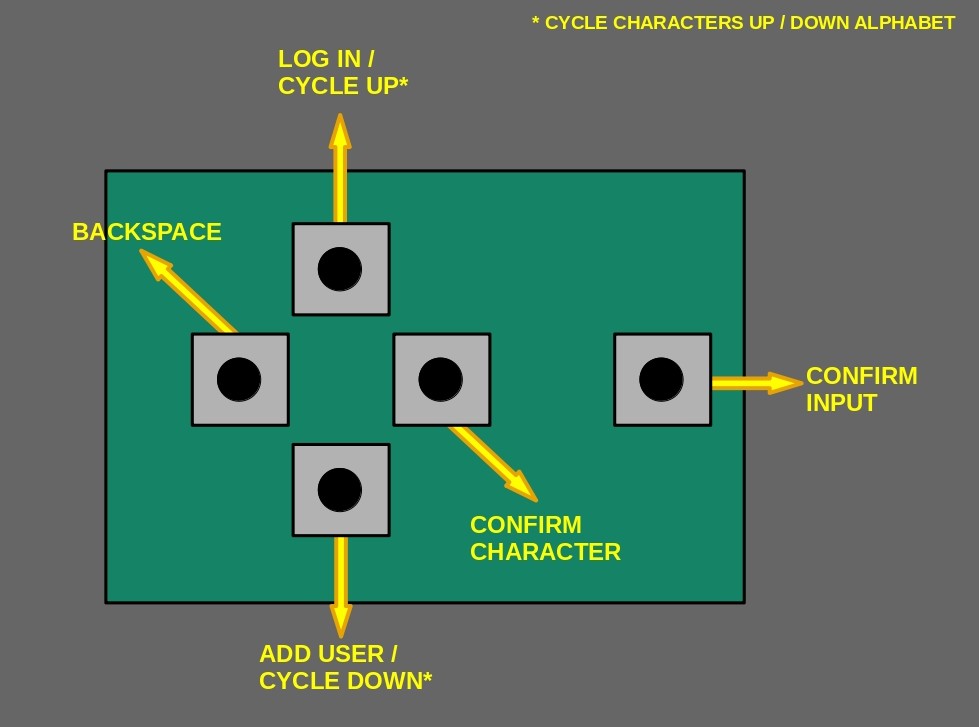 * CYCLE CHARACTERS UP / DOWN ALPHABET
LOG IN /
CYCLE UP*
BACKSPACE
CONFIRM
INPUT
CONFIRM
CHARACTER
ADD USER /
CYCLE DOWN*